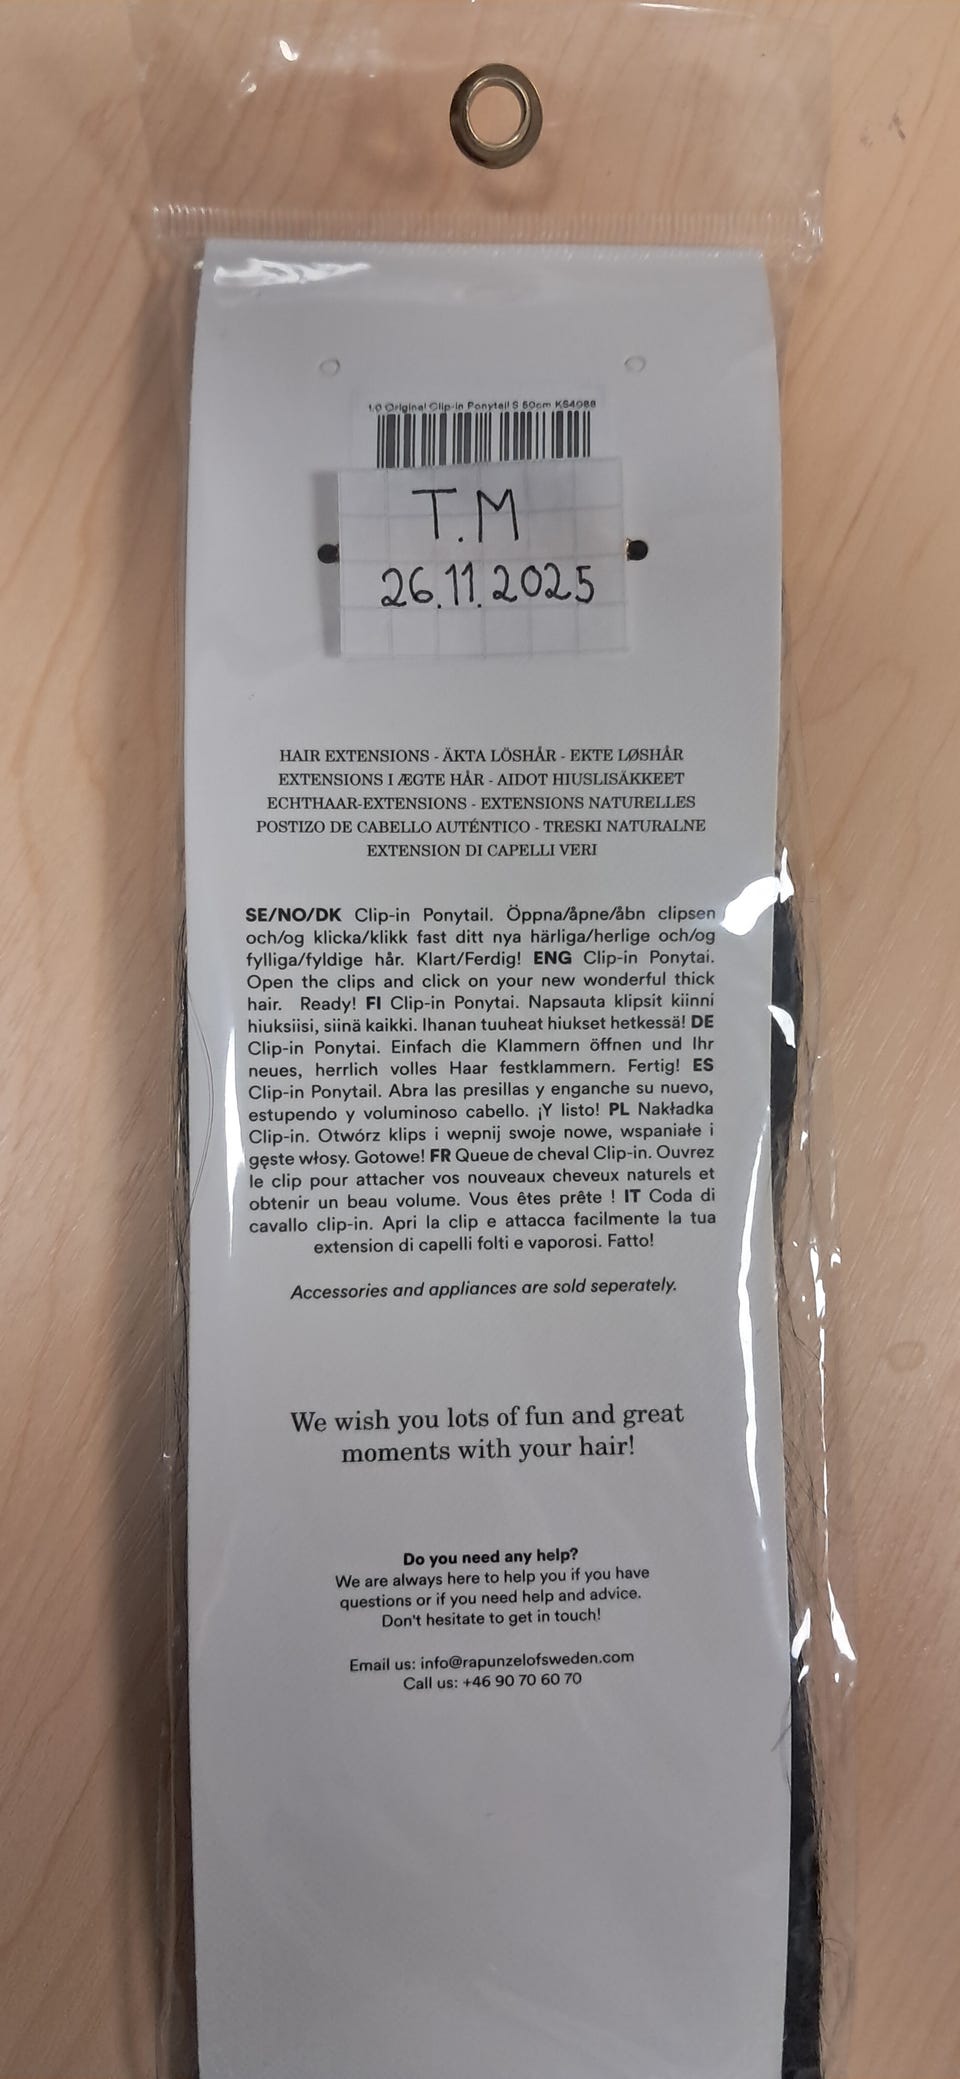 1.0 Original Clip-in Ponytail S 50cm KS4088
T.M
26.11.2025
HAIR EXTENSIONS - ÄKTA LÖSHÅR - EKTE LØSHÅR
EXTENSIONS I ÆGTE HÅR - AIDOT HIUSLISÄKKEET
ECHTHAAR-EXTENSIONS - EXTENSIONS NATURELLES
POSTIZO DE CABELLO AUTÉNTICO - TRESKI NATURALNE
EXTENSION DI CAPELLI VERI
SE/NO/DK Clip-in Ponytail. Öppna/åpne/åbn clipsen
och/og klicka/klikk fast ditt nya härliga/herlige och/og
fylliga/fyldige hår. Klart/Ferdig! ENG Clip-in Ponytai.
Open the clips and click on your new wonderful thick
hair. Ready! FI Clip-in Ponytai. Napsauta klipsit kiinni
hiuksiisi, siinä kaikki. Ihanan tuuheat hiukset hetkessä! DE
Clip-in Ponytai. Einfach die Klammern öffnen und Ihr
neues, herrlich volles Haar festklammern. Fertig! ES
Clip-in Ponytail. Abra las presillas y enganche su nuevo,
estupendo y voluminoso cabello. ¡Y listo! PL Nakładka
Clip-in. Otwórz klips i wepnij swoje nowe, wspaniałe i
gęste włosy. Gotowe! FR Queue de cheval Clip-in. Ouvrez
le clip pour attacher vos nouveaux cheveux naturels et
obtenir un beau volume. Vous êtes prête ! IT Coda di
cavallo clip-in. Apri la clip e attacca facilmente la tua
extension di capelli folti e vaporosi. Fatto!
Accessories and appliances are sold seperately.
We wish you lots of fun and great
moments with your hair!
Do you need any help?
We are always here to help you if you have
questions or if you need help and advice.
Don't hesitate to get in touch!
Email us: info@rapunzelofsweden.com
Call us: +46 90 70 60 70